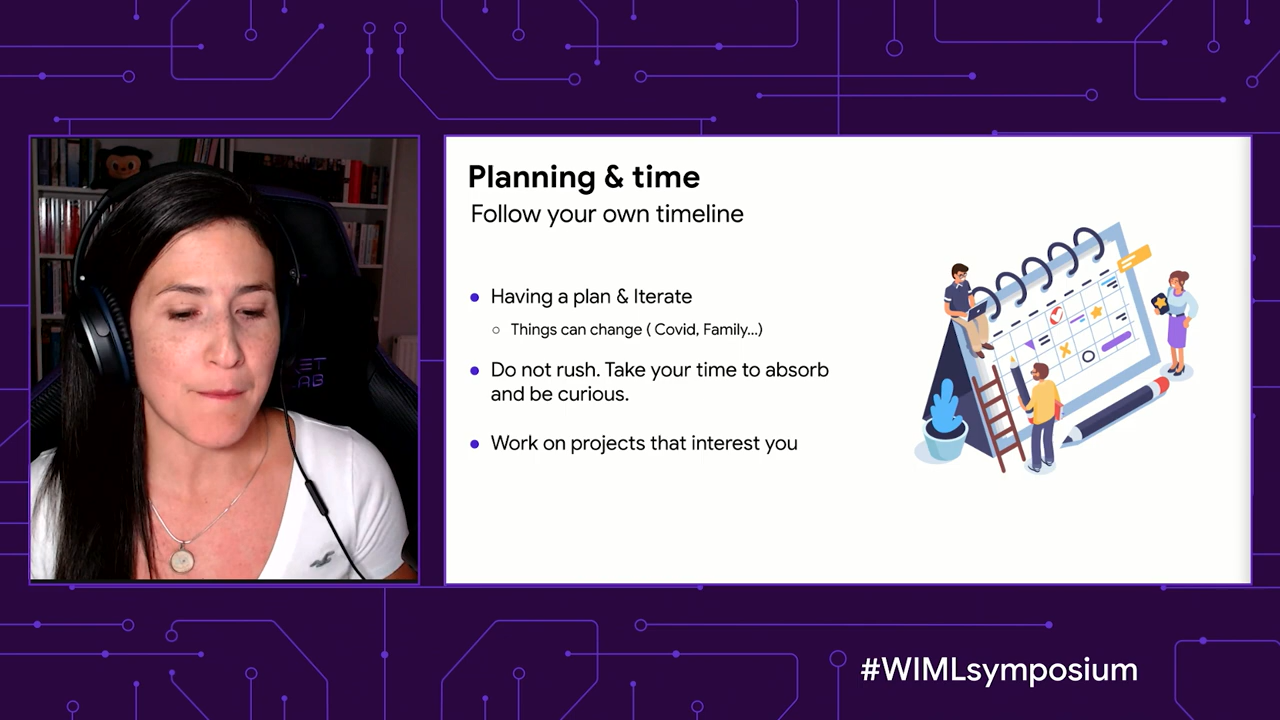 Planning & time
Follow your own timeline
Having a plan & Iterate
Things can change ( Covid, Family...)
Do not rush. Take your time to absorb
and be curious.
Work on projects that interest you
#WIMLsymposium